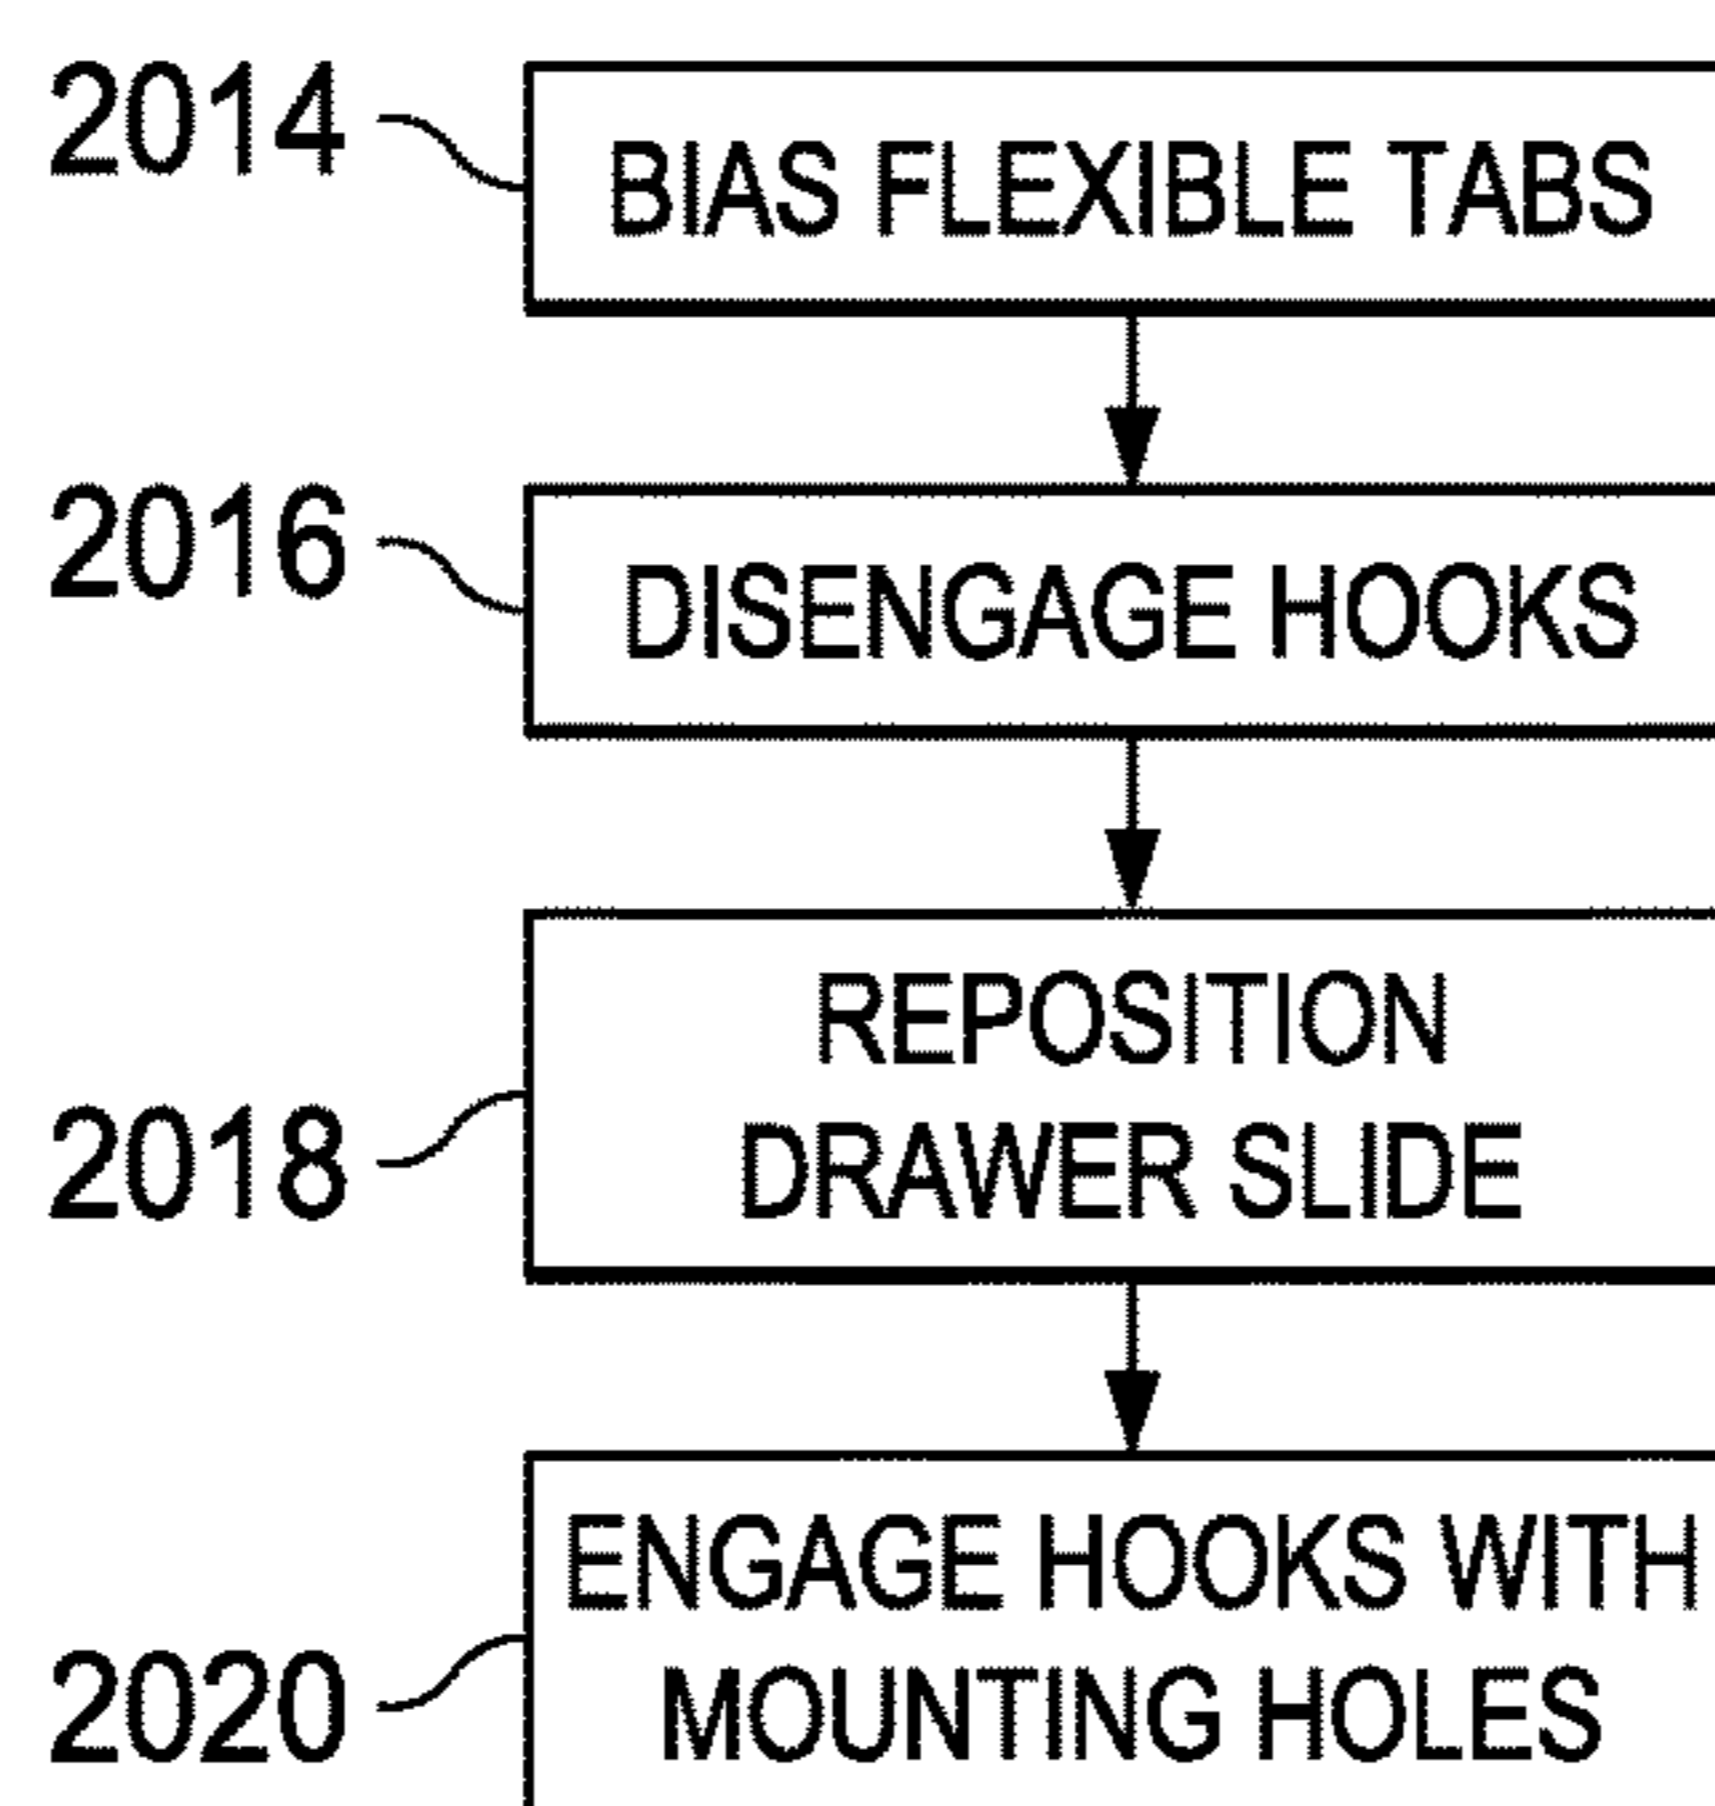 2014
BIAS FLEXIBLE TABS
2016
DISENGAGE HOOKS
REPOSITION
2018
DRAWER SLIDE
ENGAGE HOOKS WITH
2020
MOUNTING HOLES